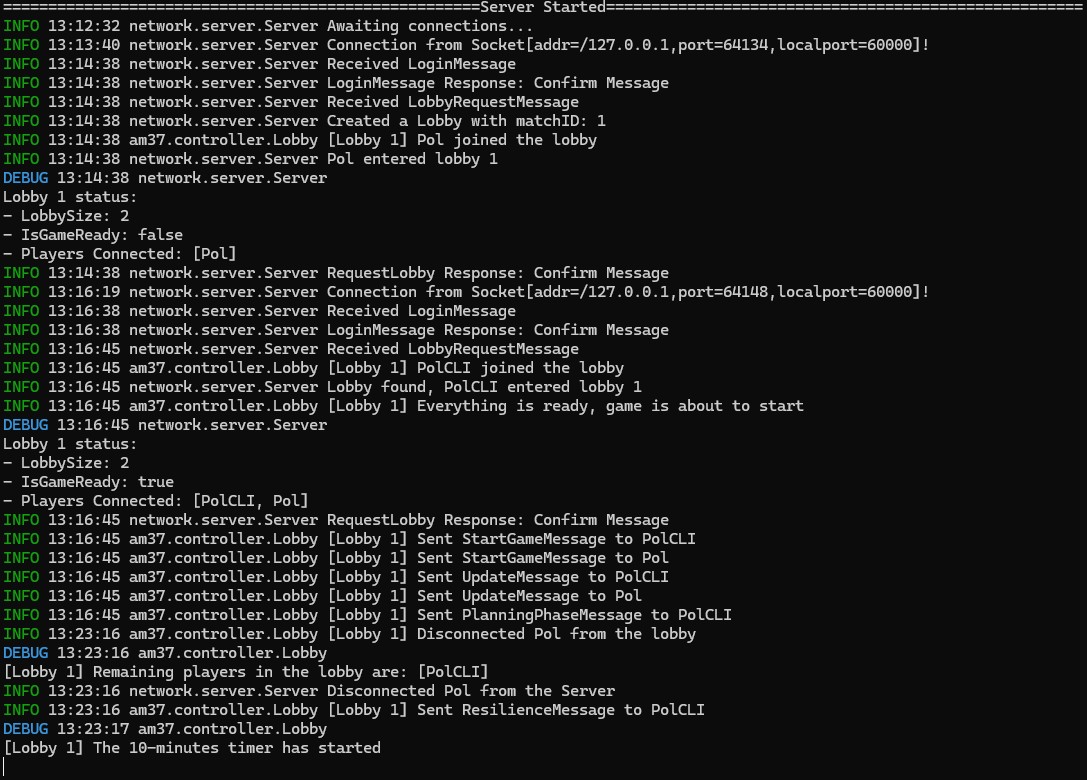 =====================================================Server Started=====================================================
INFO 13:12:32 network.server.Server Awaiting connections...
INFO 13:13:40 network.server.Server Connection from Socket[addr=/127.0.0.1,port=64134,localport=60000]!
INFO 13:14:38 network.server.Server Received LoginMessage
INFO 13:14:38 network.server.Server LoginMessage Response: Confirm Message
INFO 13:14:38 network.server.Server Received LobbyRequestMessage
INFO 13:14:38 network.server.Server Created a Lobby with matchID: 1
INFO 13:14:38 am37.controller.Lobby [Lobby 1] Pol joined the lobby
INFO 13:14:38 network.server.Server Pol entered lobby 1
DEBUG 13:14:38 network.server.Server
Lobby 1 status:
- LobbySize: 2
- IsGameReady: false
- Players Connected: [Pol]
INFO 13:14:38 network.server.Server RequestLobby Response: Confirm Message
INFO 13:16:19 network.server.Server Connection from Socket[addr=/127.0.0.1,port=64148,localport=60000]!
INFO 13:16:38 network.server.Server Received LoginMessage
INFO 13:16:38 network.server.Server LoginMessage Response: Confirm Message
INFO 13:16:45 network.server.Server Received LobbyRequestMessage
INFO 13:16:45 am37.controller.Lobby [Lobby 1] PolCLI joined the lobby
INFO 13:16:45 network.server.Server Lobby found, PolCLI entered lobby 1
INFO 13:16:45 am37.controller.Lobby [Lobby 1] Everything is ready, game is about to start
DEBUG 13:16:45 network.server.Server
Lobby 1 status:
- LobbySize: 2
- IsGameReady: true
- Players Connected: [PolCLI, Pol]
INFO 13:16:45 network.server.Server RequestLobby Response: Confirm Message
INFO 13:16:45 am37.controller.Lobby [Lobby 1] Sent StartGameMessage to PolCLI
INFO 13:16:45 am37.controller.Lobby [Lobby 1] Sent StartGameMessage to Pol
INFO 13:16:45 am37.controller.Lobby [Lobby 1] Sent UpdateMessage to PolCLI
INFO 13:16:45 am37.controller.Lobby [Lobby 1] Sent UpdateMessage to Pol
INFO 13:16:45 am37.controller.Lobby [Lobby 1] Sent PlanningPhaseMessage to PolCLI
INFO 13:23:16 am37.controller.Lobby [Lobby 1] Disconnected Pol from the lobby
DEBUG 13:23:16 am37.controller.Lobby
[Lobby 1] Remaining players in the lobby are: [PolCLI]
INFO 13:23:16 network.server.Server Disconnected Pol from the Server
INFO 13:23:16 am37.controller.Lobby [Lobby 1] Sent ResilienceMessage to PolCLI
DEBUG 13:23:17 am37.controller.Lobby
[Lobby 1] The 10-minutes timer has started